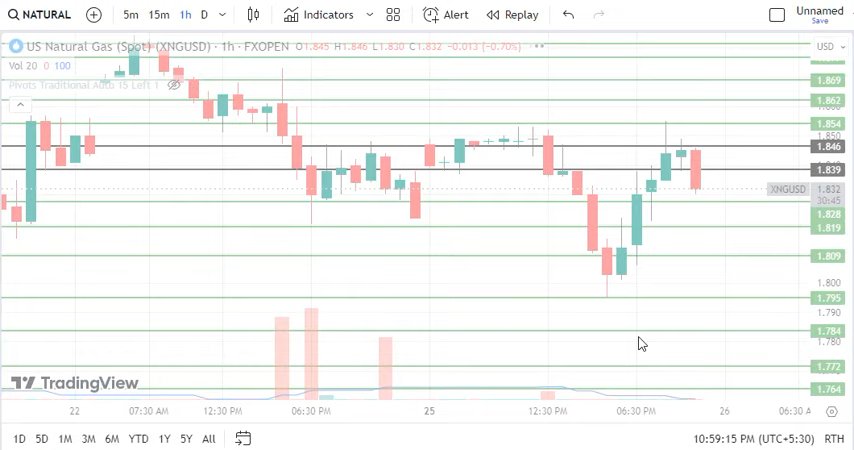 NATURAL 5m 15m 1h D Indicators Alert Replay Unnamed
Save
US Natural Gas (Spot) (XNGUSD) · 1h · FXOPEN O1.845 H1.846 L1.830 C1.832 -0.013 (-0.70%) USD
Vol 20 0 100
Pivots Traditional Auto 15 Left 1
1.869
1.862
1.854
1.846
1.839
XNGUSD 1.832
30:45
1.828
1.819
1.809
1.800
1.795
1.790
1.784
1.780
1.772
1.764
TradingView
22 07:30 AM 12:30 PM 06:30 PM 25 12:30 PM 06:30 PM 26 06:30 A
1D 5D 1M 3M 6M YTD 1Y 5Y All 10:59:15 PM (UTC+5:30) RTH